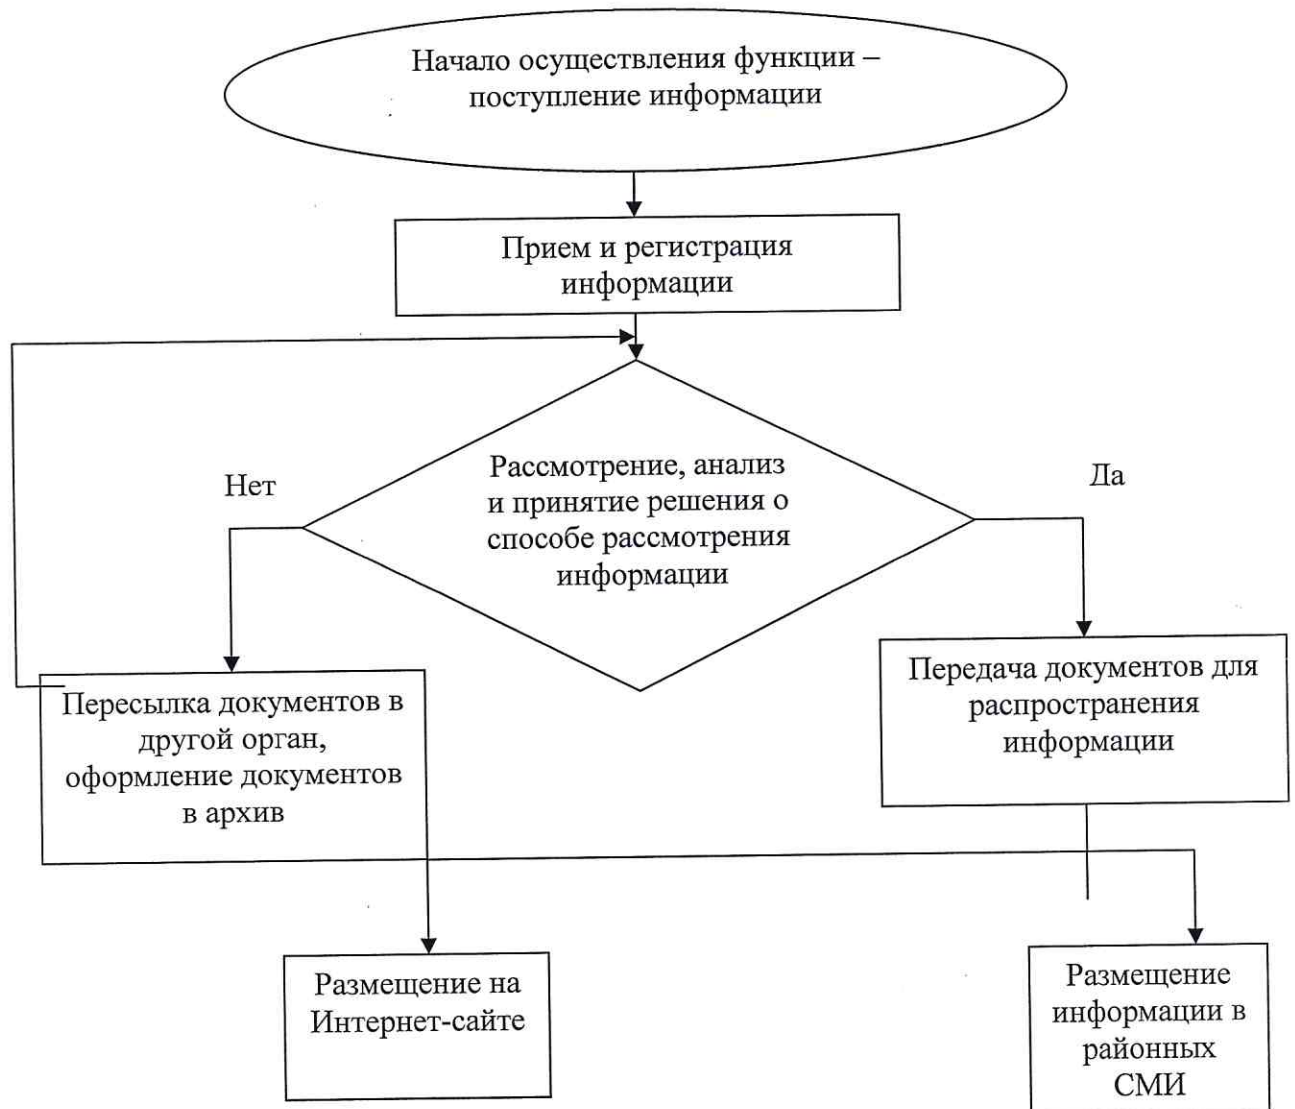 Начало осуществления функции –
поступление информации
Прием и регистрация
информации
Нет
Рассмотрение, анализ
и принятие решения о
способе рассмотрения
информации
Да
Пересылка документов в
другой орган,
оформление документов
в архив
Передача документов для
распространения
информации
Размещение на
Интернет-сайте
Размещение
информации в
районных
СМИ